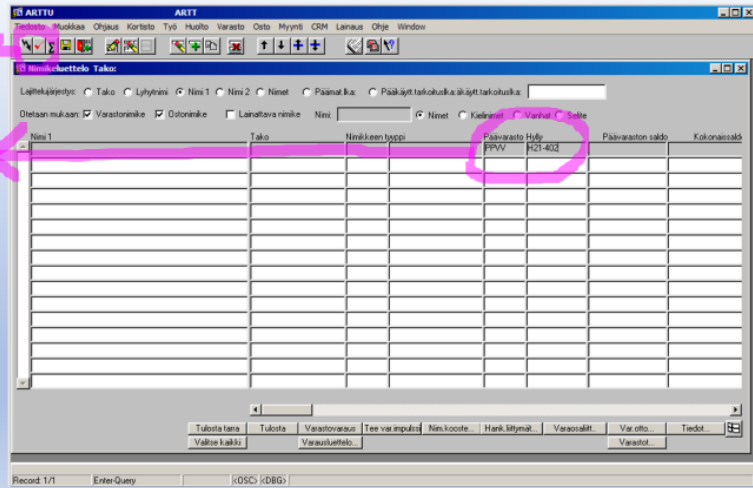 ARTTU ARTT
Tiedosto Muokkaa Ohjaus Kortisto Työ Huolto Varasto Osto Myynti CRM Lainaus Ohje Window
Nimikeluettelo Tako:
Lajittelujärjestys: Tako Lyhytnimi Nimi 1 Nimi 2 Nimet Päämat.lka: Pääkäytt.tarkoituslka:äkäytt.tarkoituslka:
Otetaan mukaan: Varastonimike Ostonimike Lainattava nimike Nimi: Nimet Kielinimet Vanhat Selite
Nimi 1 Tako Nimikkeen tyyppi Päävarasto Hylly Päävaraston saldo Kokonaissald
PPVV H21-402
Tulosta tarra Tulosta Varastovaraus Tee var.impulssi Nim.kooste... Hank.liittymät... Varaosaliitt.. Var.otto... Tiedot...
Valitse kaikki Varausluettelo... Varastot...
Record: 1/1 Enter-Query <OSC> <DBG>